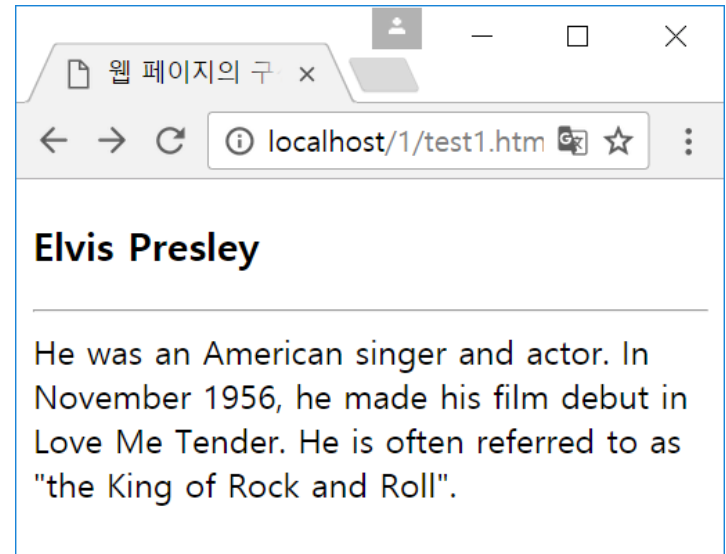 웹 페이지의 구
localhost/1/test1.htm
Elvis Presley
He was an American singer and actor. In
November 1956, he made his film debut in
Love Me Tender. He is often referred to as
"the King of Rock and Roll".